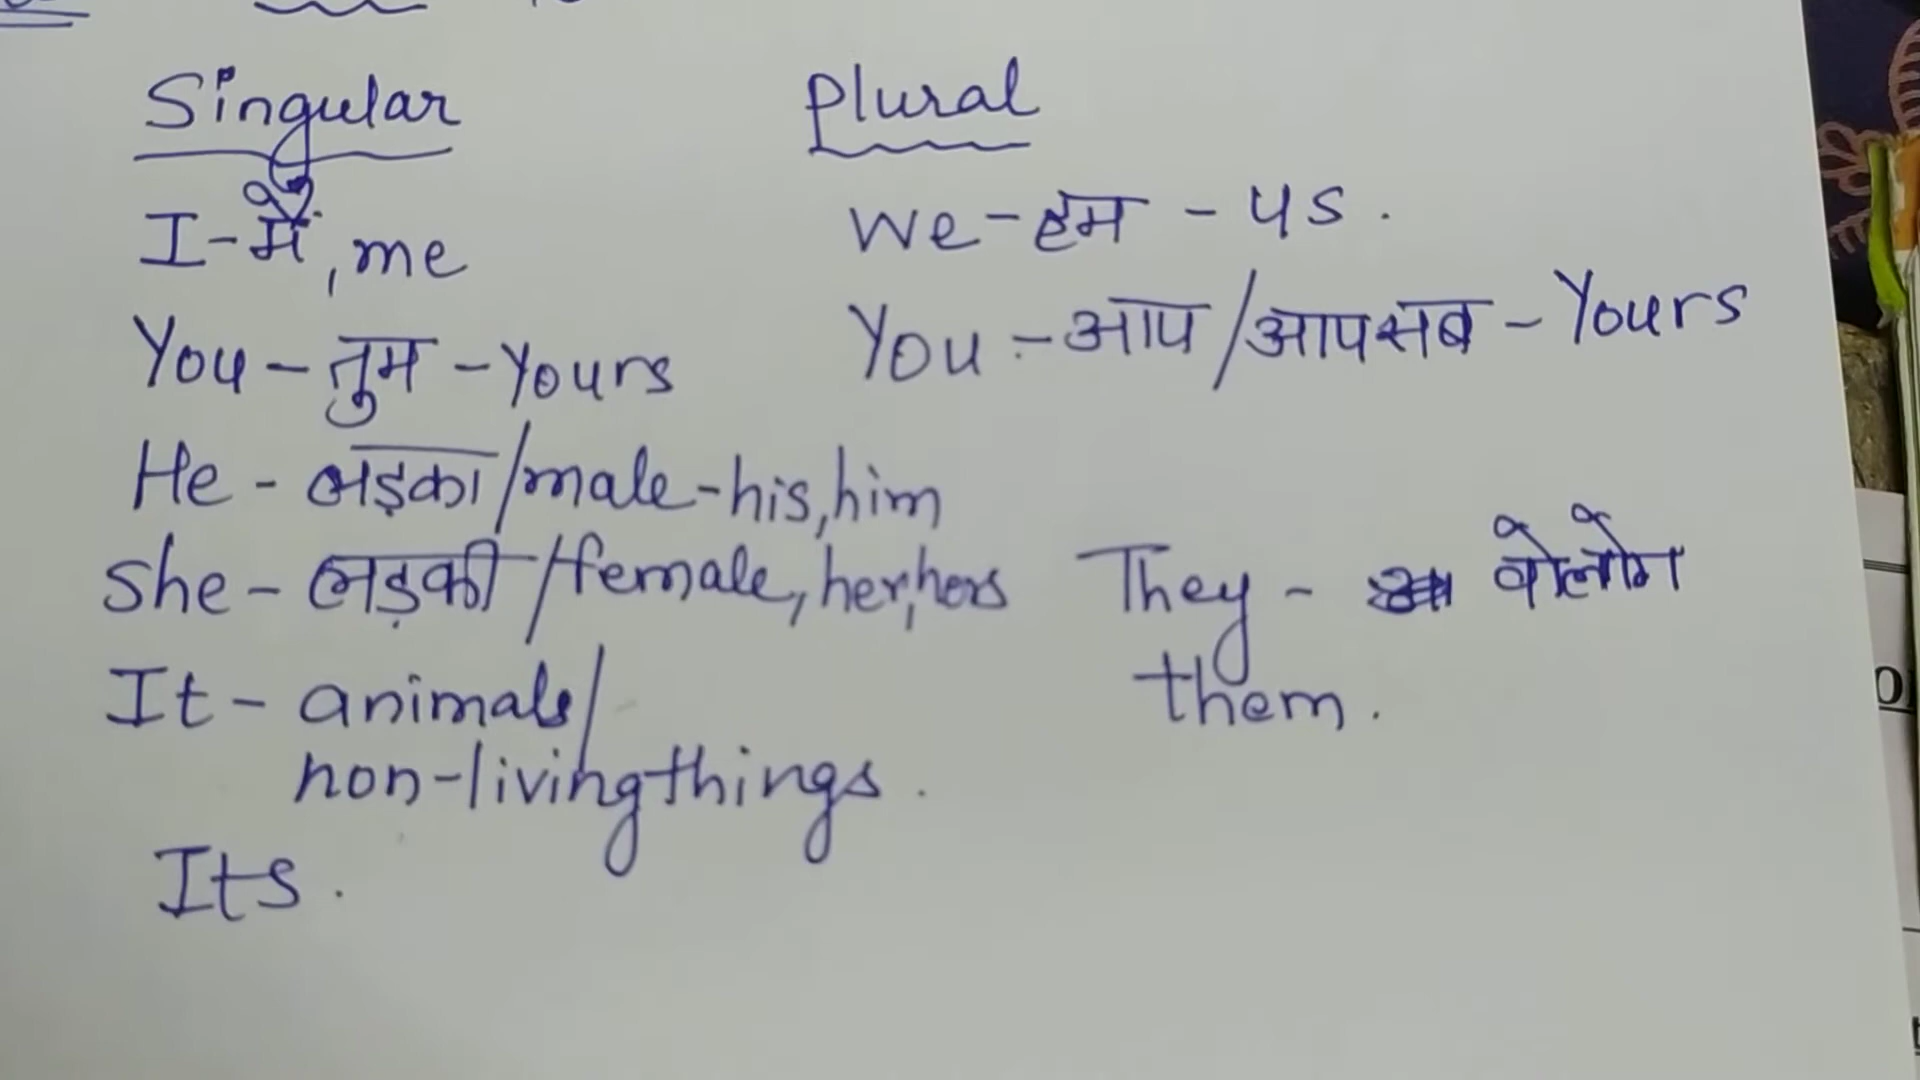 Singular
I-मैं, me
You-तुम-Yours
He-लड़का/male-his, him
She-लड़की/female, her, hers
It-animals/
non-living things.
Its.
Plural
We-हम-us.
You-आप/आपसब-Yours
They-वोलोग
them.